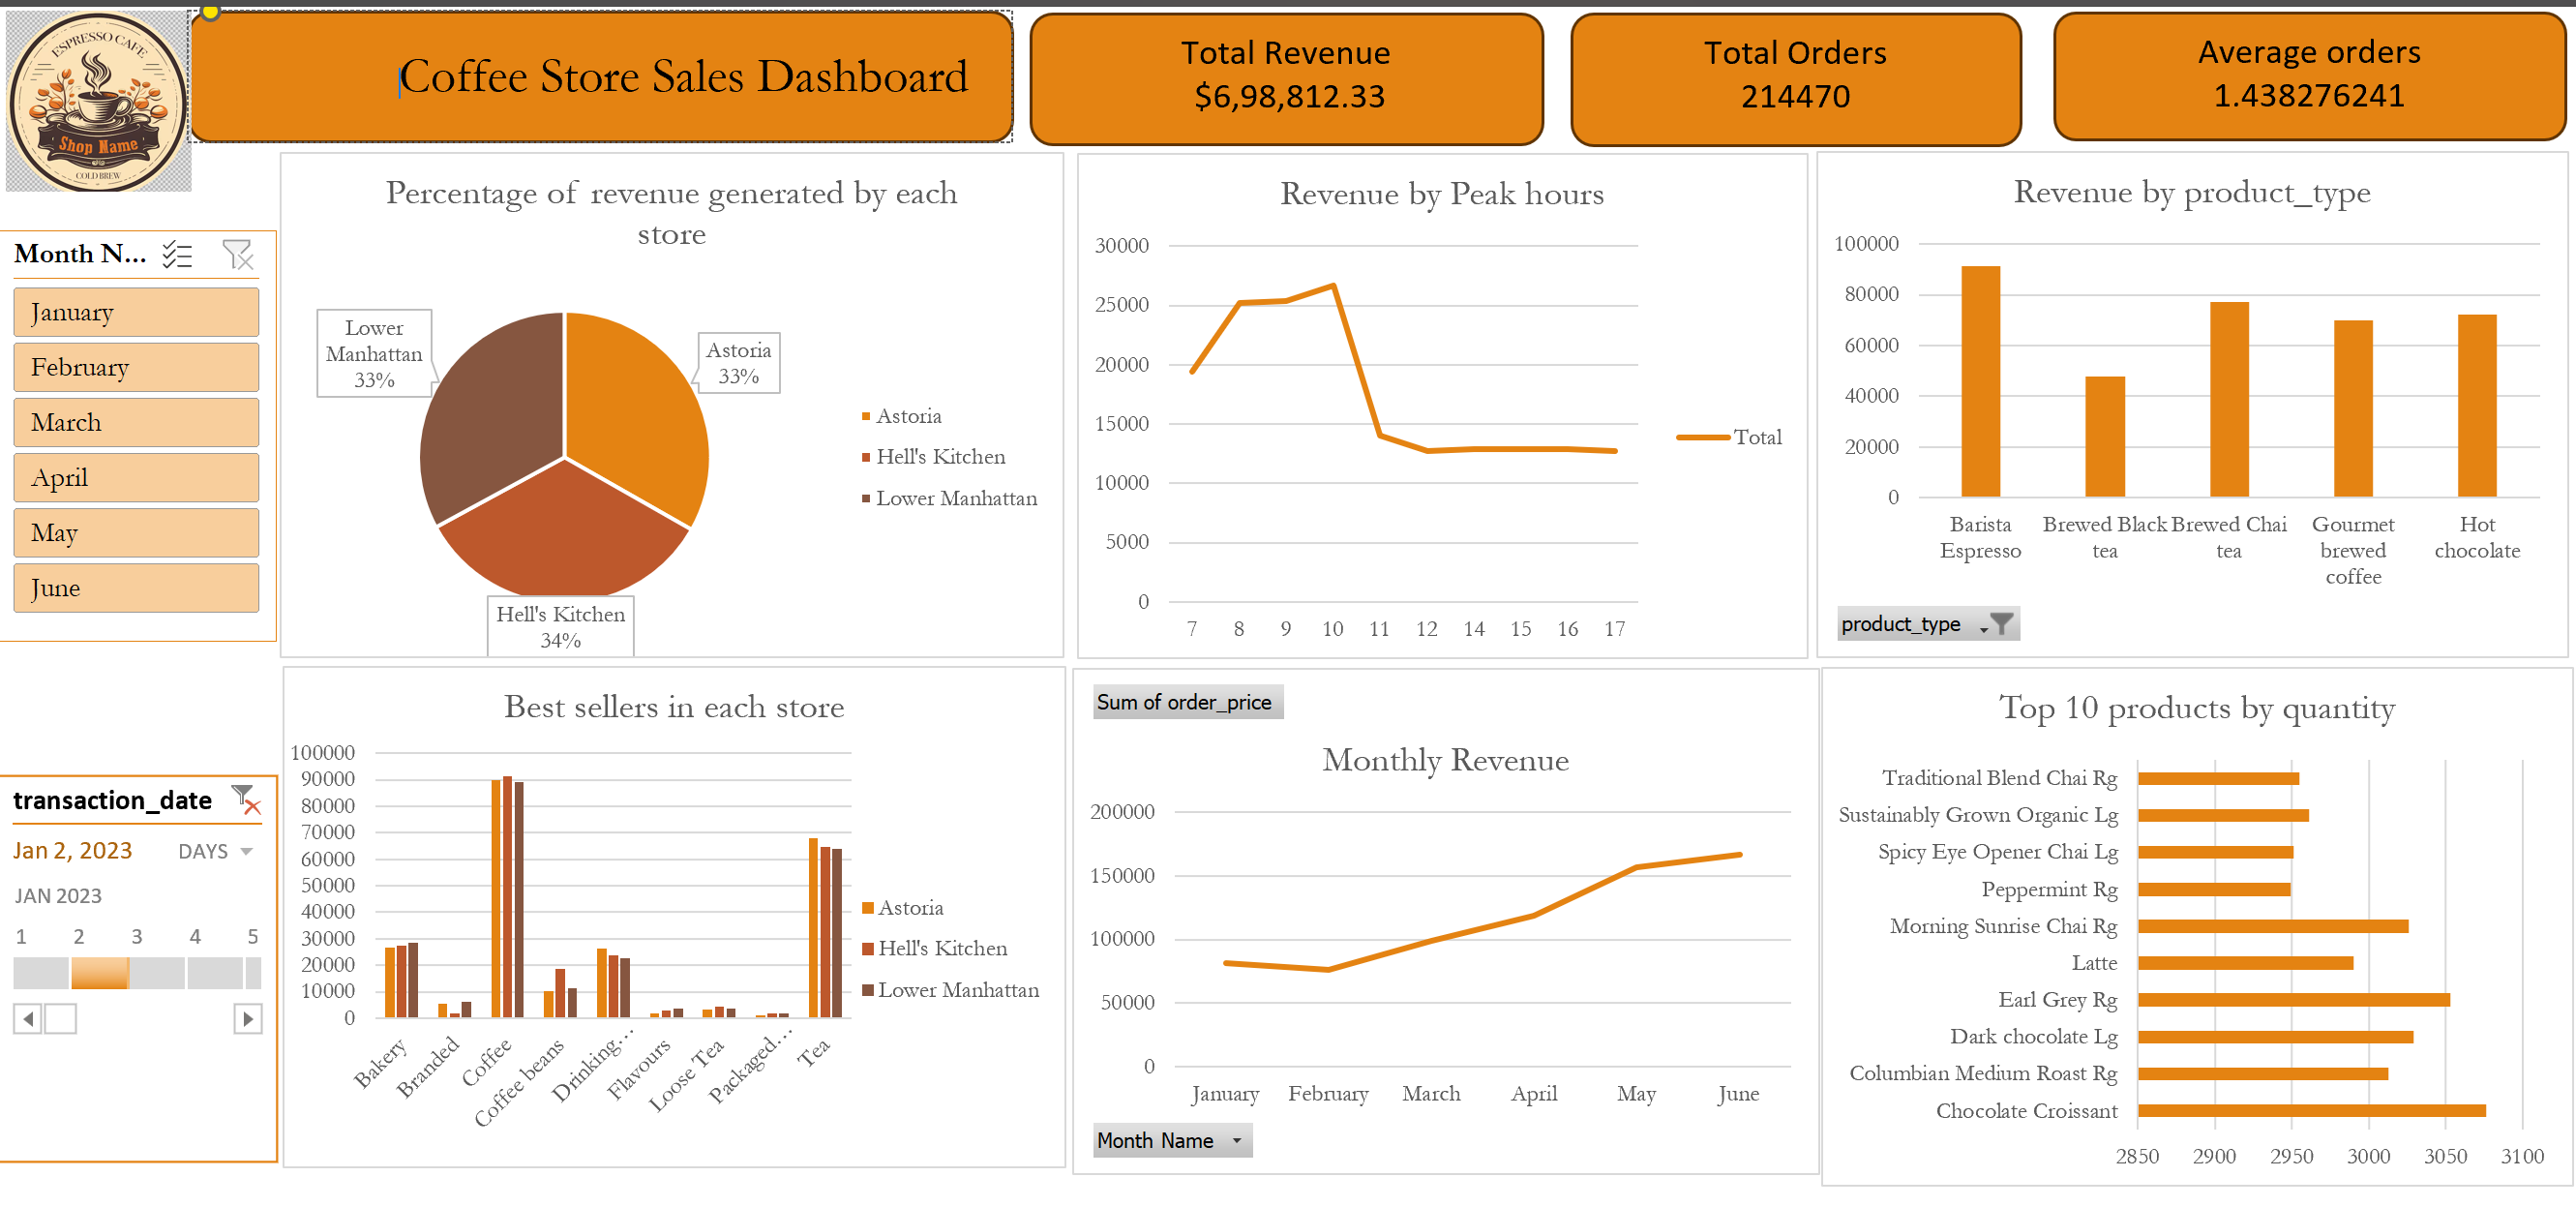 ESPRESSO CAFE
Shop Name
COLD BREW
Coffee Store Sales Dashboard
Total Revenue
$6,98,812.33
Total Orders
214470
Average orders
1.438276241
Month N...
January
February
March
April
May
June
Percentage of revenue generated by each
store
Lower
Manhattan
33%
Astoria
33%
Hell's Kitchen
34%
Astoria
Hell's Kitchen
Lower Manhattan
Revenue by Peak hours
30000
25000
20000
15000
10000
5000
0
7 8 9 10 11 12 14 15 16 17
Total
Revenue by product_type
100000
80000
60000
40000
20000
0
Barista
Espresso
Brewed Black
tea
Brewed Chai
tea
Gourmet
brewed
coffee
Hot
chocolate
product_type
transaction_date
Jan 2, 2023 DAYS
JAN 2023
1 2 3 4 5
Best sellers in each store
100000
90000
80000
70000
60000
50000
40000
30000
20000
10000
0
Bakery
Branded
Coffee
Coffee beans
Drinking…
Flavours
Loose Tea
Packaged…
Tea
Astoria
Hell's Kitchen
Lower Manhattan
Sum of order_price
Monthly Revenue
200000
150000
100000
50000
0
January February March April May June
Month Name
Top 10 products by quantity
Traditional Blend Chai Rg
Sustainably Grown Organic Lg
Spicy Eye Opener Chai Lg
Peppermint Rg
Morning Sunrise Chai Rg
Latte
Earl Grey Rg
Dark chocolate Lg
Columbian Medium Roast Rg
Chocolate Croissant
2850 2900 2950 3000 3050 3100